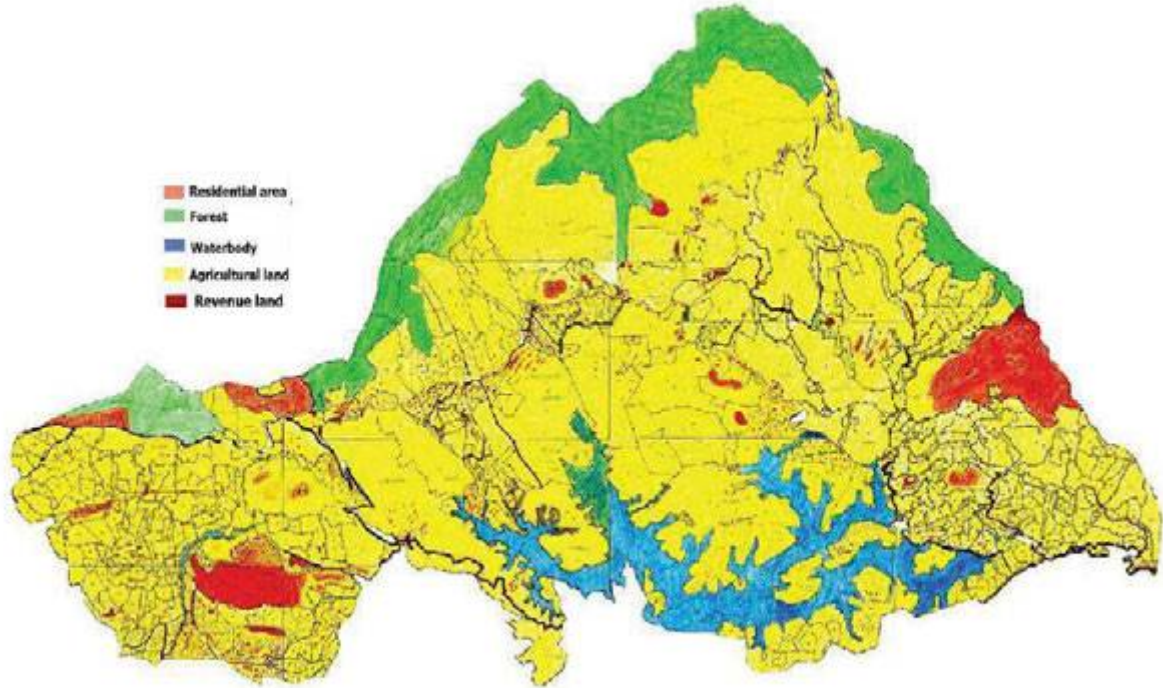 Residential area
Forest
Waterbody
Agricultural land
Revenue land